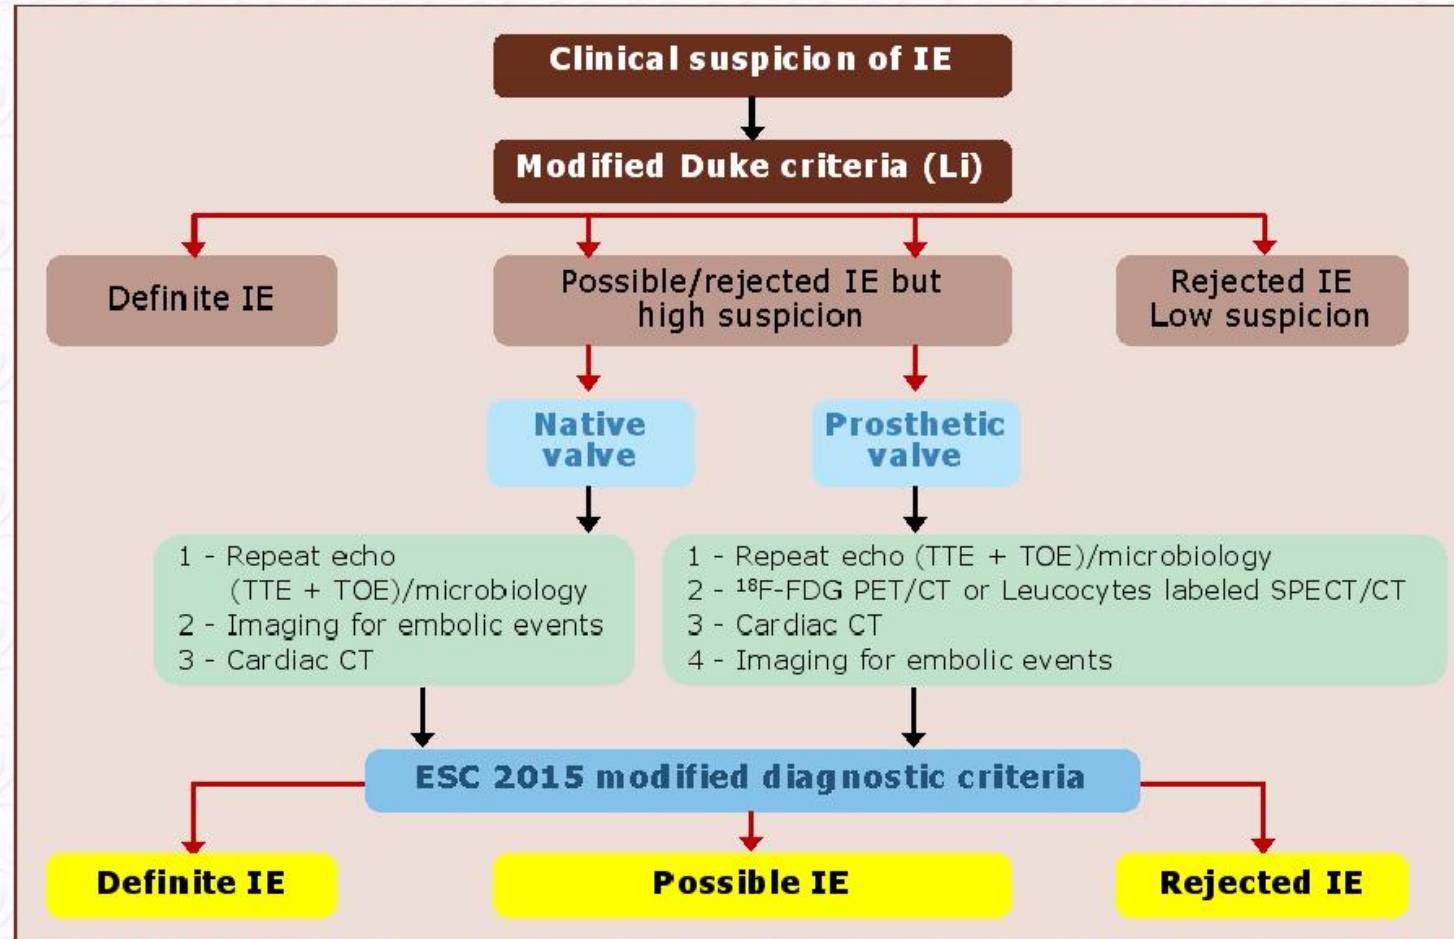 Clinical suspicion of IE
Modified Duke criteria (Li)
Definite IE
Possible/rejected IE but
high suspicion
Rejected IE
Low suspicion
Native
valve
Prosthetic
valve
1 - Repeat echo
(TTE + TOE)/microbiology
2 - Imaging for embolic events
3 - Cardiac CT
1 - Repeat echo (TTE + TOE)/microbiology
2 - ¹⁸F-FDG PET/CT or Leucocytes labeled SPECT/CT
3 - Cardiac CT
4 - Imaging for embolic events
ESC 2015 modified diagnostic criteria
Definite IE
Possible IE
Rejected IE